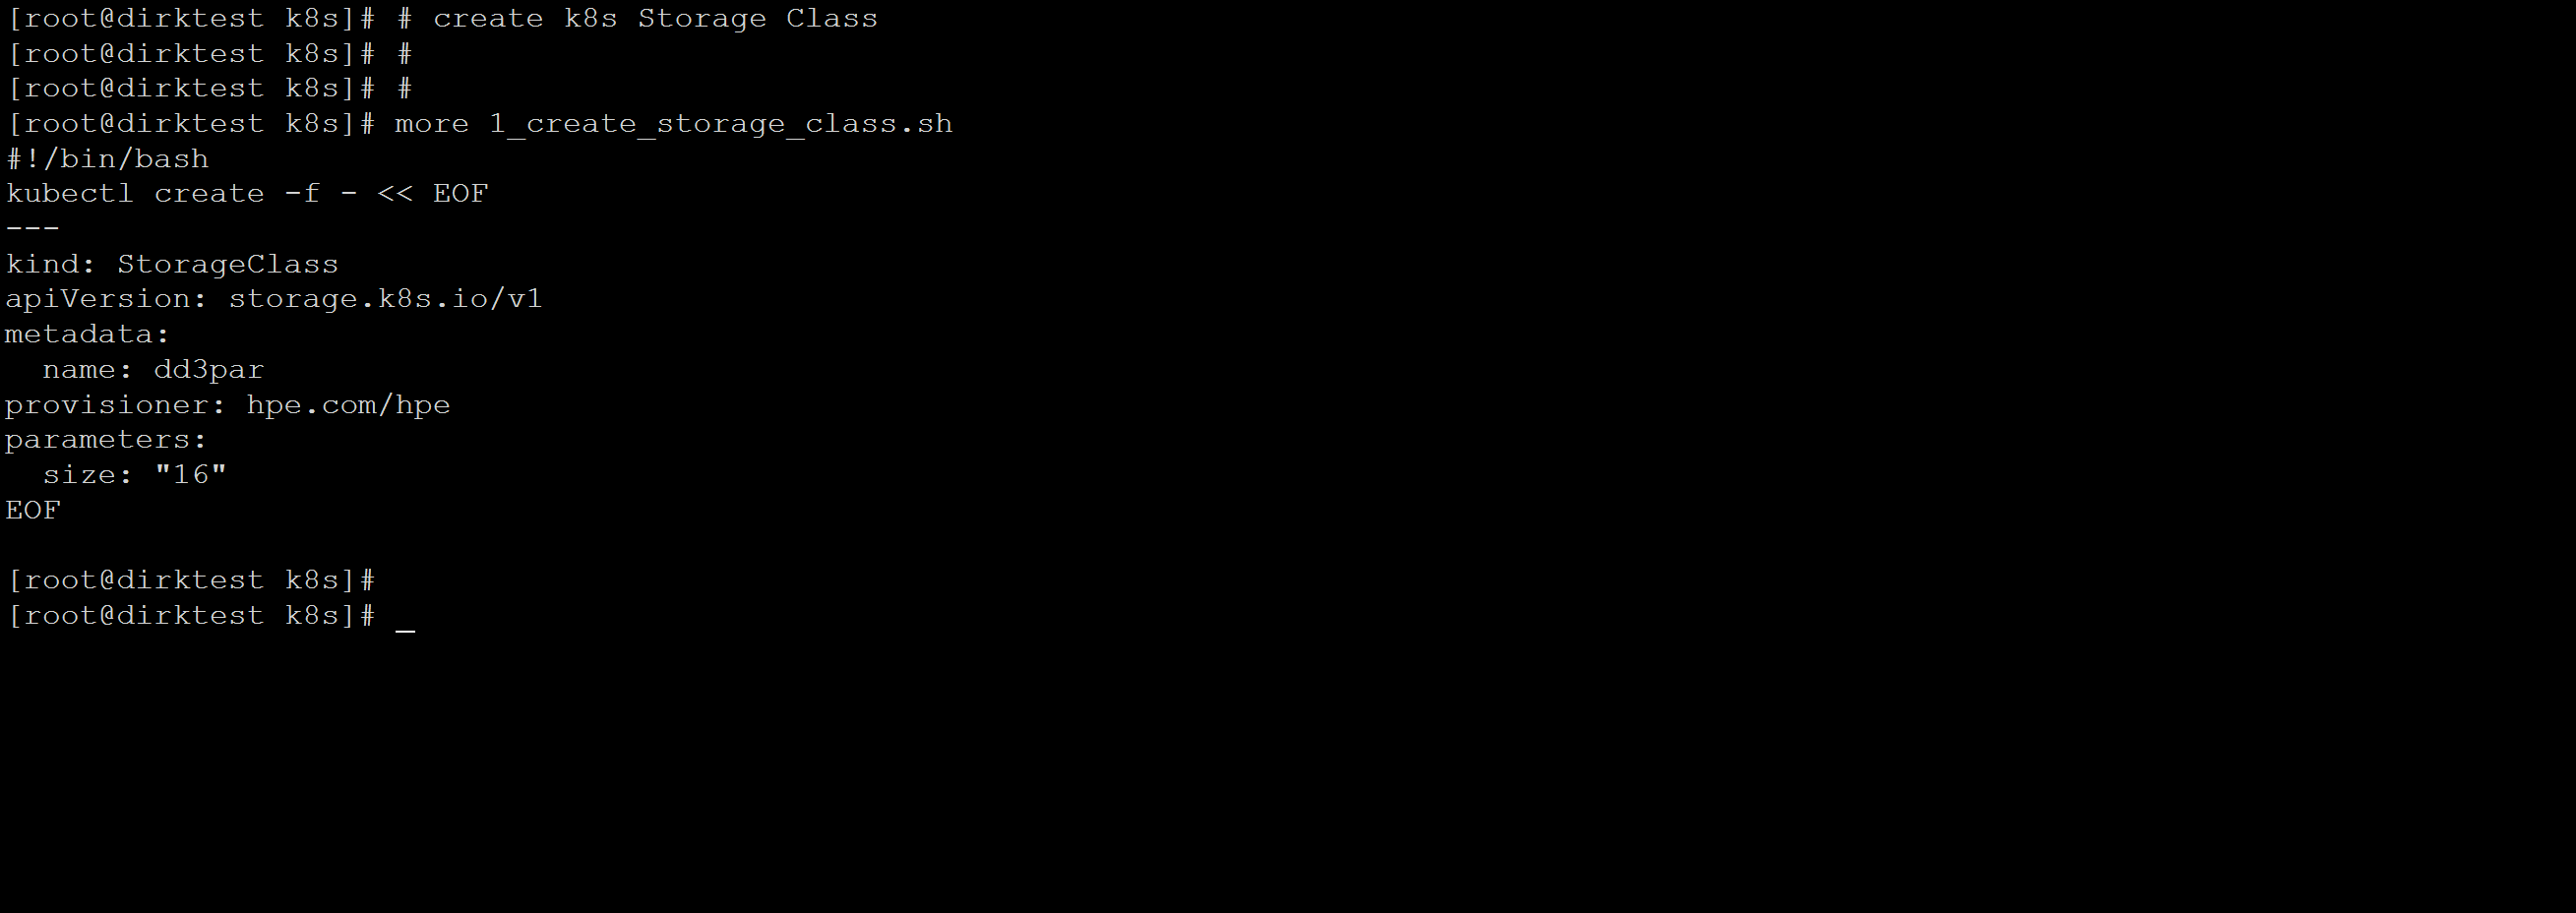 [root@dirktest k8s]# # create k8s Storage Class
[root@dirktest k8s]# #
[root@dirktest k8s]# #
[root@dirktest k8s]# more 1_create_storage_class.sh
#!/bin/bash
kubectl create -f - << EOF
---
kind: StorageClass
apiVersion: storage.k8s.io/v1
metadata:
  name: dd3par
provisioner: hpe.com/hpe
parameters:
  size: "16"
EOF

[root@dirktest k8s]#
[root@dirktest k8s]# _